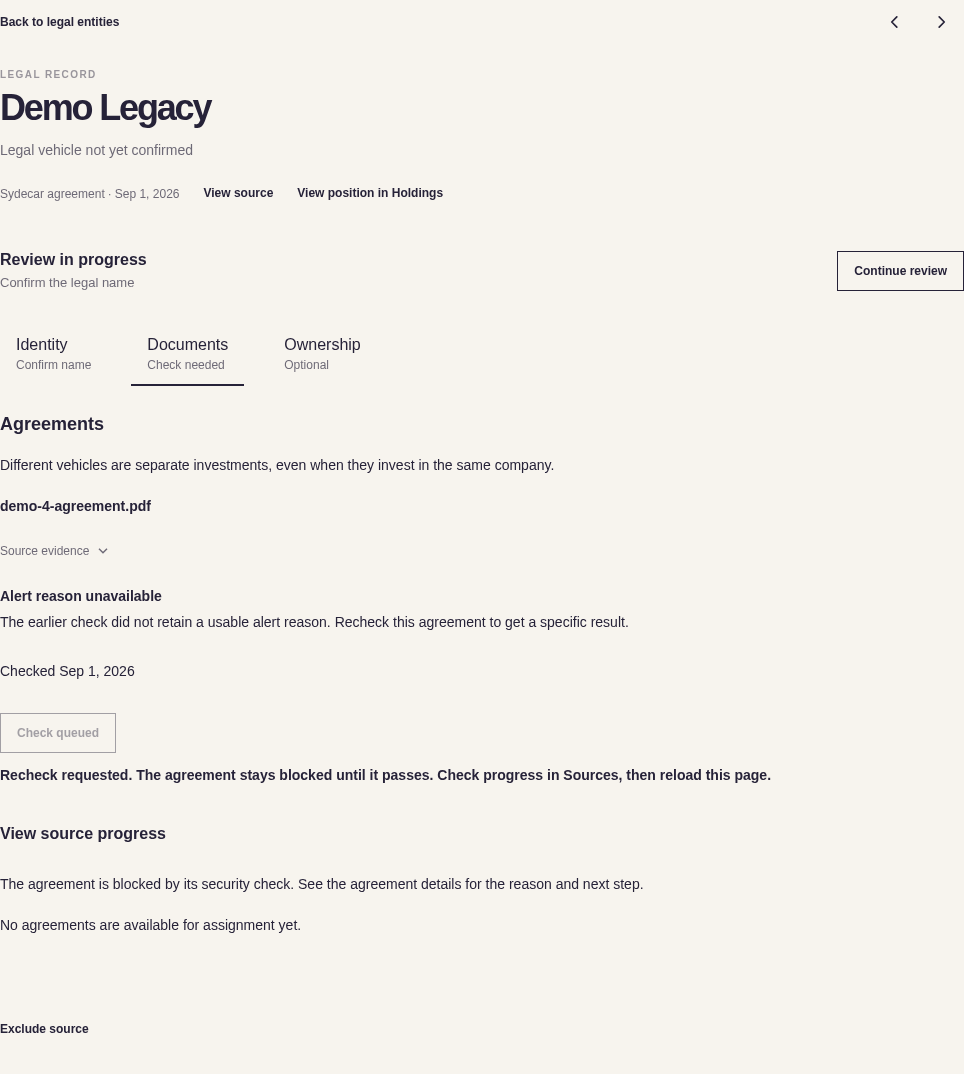 Back to legal entities
LEGAL RECORD
Demo Legacy
Legal vehicle not yet confirmed
Sydecar agreement · Sep 1, 2026 View source View position in Holdings
Review in progress
Confirm the legal name
Continue review
Identity Documents Ownership
Confirm name Check needed Optional
Agreements
Different vehicles are separate investments, even when they invest in the same company.
demo-4-agreement.pdf
Source evidence
Alert reason unavailable
The earlier check did not retain a usable alert reason. Recheck this agreement to get a specific result.
Checked Sep 1, 2026
Check queued
Recheck requested. The agreement stays blocked until it passes. Check progress in Sources, then reload this page.
View source progress
The agreement is blocked by its security check. See the agreement details for the reason and next step.
No agreements are available for assignment yet.
Exclude source